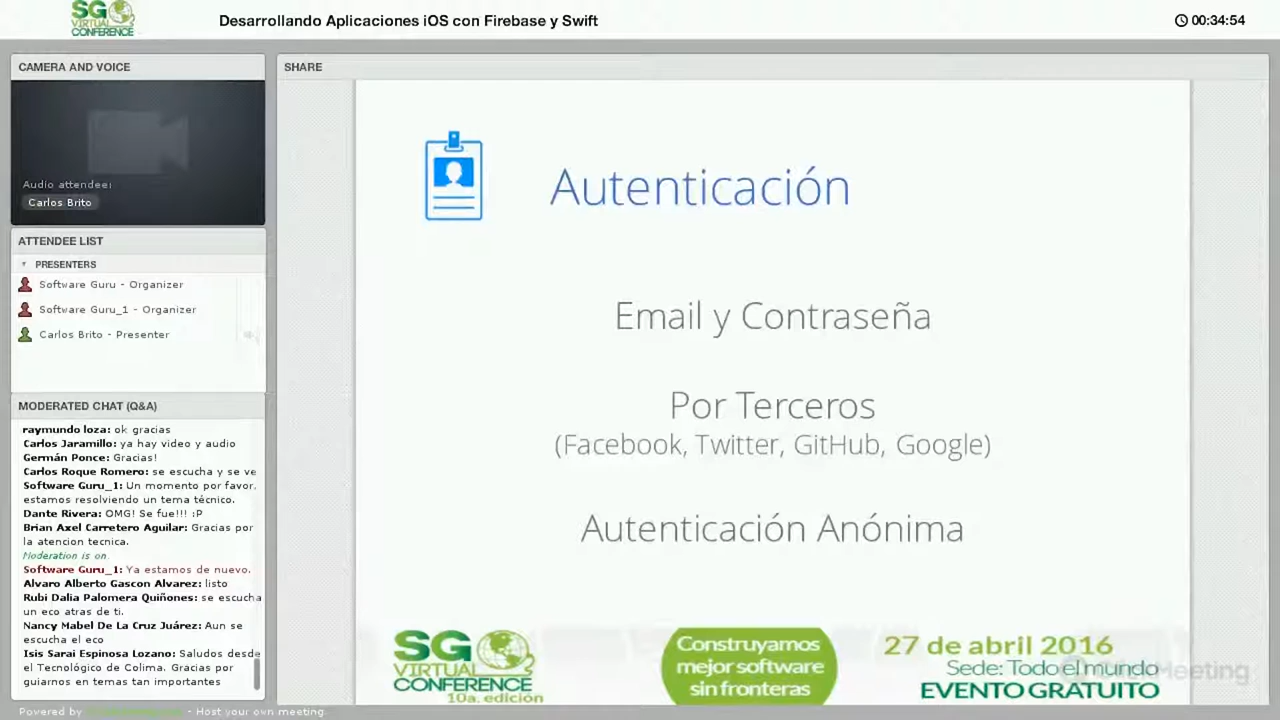 SG
VIRTUAL
CONFERENCE
Desarrollando Aplicaciones iOS con Firebase y Swift
00:34:54
CAMERA AND VOICE
Audio attendee:
Carlos Brito
ATTENDEE LIST
PRESENTERS
Software Guru - Organizer
Software Guru_1 - Organizer
Carlos Brito - Presenter
MODERATED CHAT (Q&A)
raymundo loza: ok gracias
Carlos Jaramillo: ya hay video y audio
Germán Ponce: Gracias!
Carlos Roque Romero: se escucha y se ve
Software Guru_1: Un momento por favor,
estamos resolviendo un tema técnico.
Dante Rivera: OMG! Se fue!!! :P
Brian Axel Carretero Aguilar: Gracias por
la atencion tecnica.
Moderation is on
Software Guru_1: Ya estamos de nuevo.
Alvaro Alberto Gascon Alvarez: listo
Rubi Dalia Palomera Quiñones: se escucha
un eco atras de ti.
Nancy Mabel De La Cruz Juárez: Aun se
escucha el eco
Isis Sarai Espinosa Lozano: Saludos desde
el Tecnológico de Colima. Gracias por
guiarnos en temas tan importantes
SHARE
Autenticación
Email y Contraseña
Por Terceros
(Facebook, Twitter, GitHub, Google)
Autenticación Anónima
SG
VIRTUAL
CONFERENCE
10a. edición
Construyamos
mejor software
sin fronteras
27 de abril 2016
Sede: Todo el mundo
EVENTO GRATUITO
ClickMeeting
Powered by
- Host your own meeting